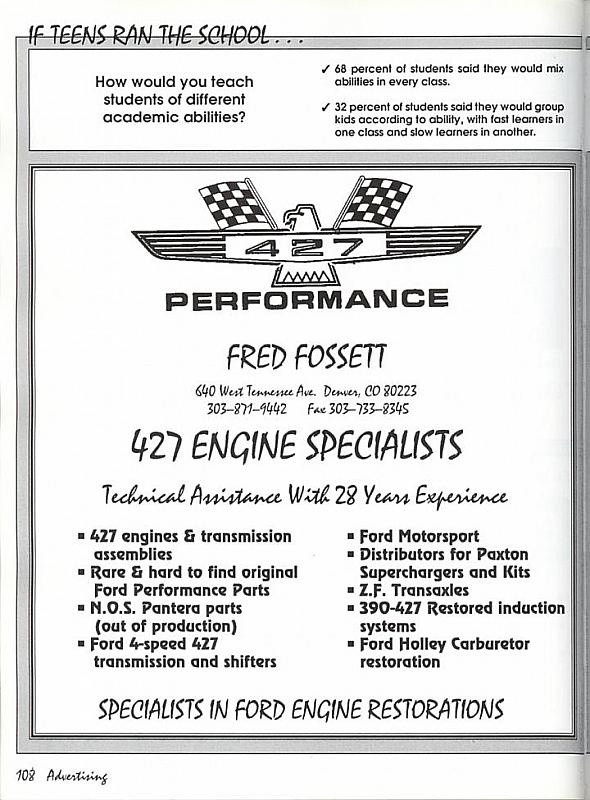 IF TEENS RAN THE SCHOOL . . .
How would you teach
students of different
academic abilities?
✓ 68 percent of students said they would mix
abilities in every class.
✓ 32 percent of students said they would group
kids according to ability, with fast learners in
one class and slow learners in another.
427
PERFORMANCE
FRED FOSSETT
640 West Tennessee Ave. Denver, CO 80223
303-871-9442 Fax 303-733-8345
427 ENGINE SPECIALISTS
Technical Assistance With 28 Years Experience
▪ 427 engines & transmission
assemblies
▪ Rare & hard to find original
Ford Performance Parts
▪ N.O.S. Pantera parts
(out of production)
▪ Ford 4-speed 427
transmission and shifters
▪ Ford Motorsport
▪ Distributors for Paxton
Superchargers and Kits
▪ Z.F. Transaxles
▪ 390-427 Restored induction
systems
▪ Ford Holley Carburetor
restoration
SPECIALISTS IN FORD ENGINE RESTORATIONS
108 Advertising